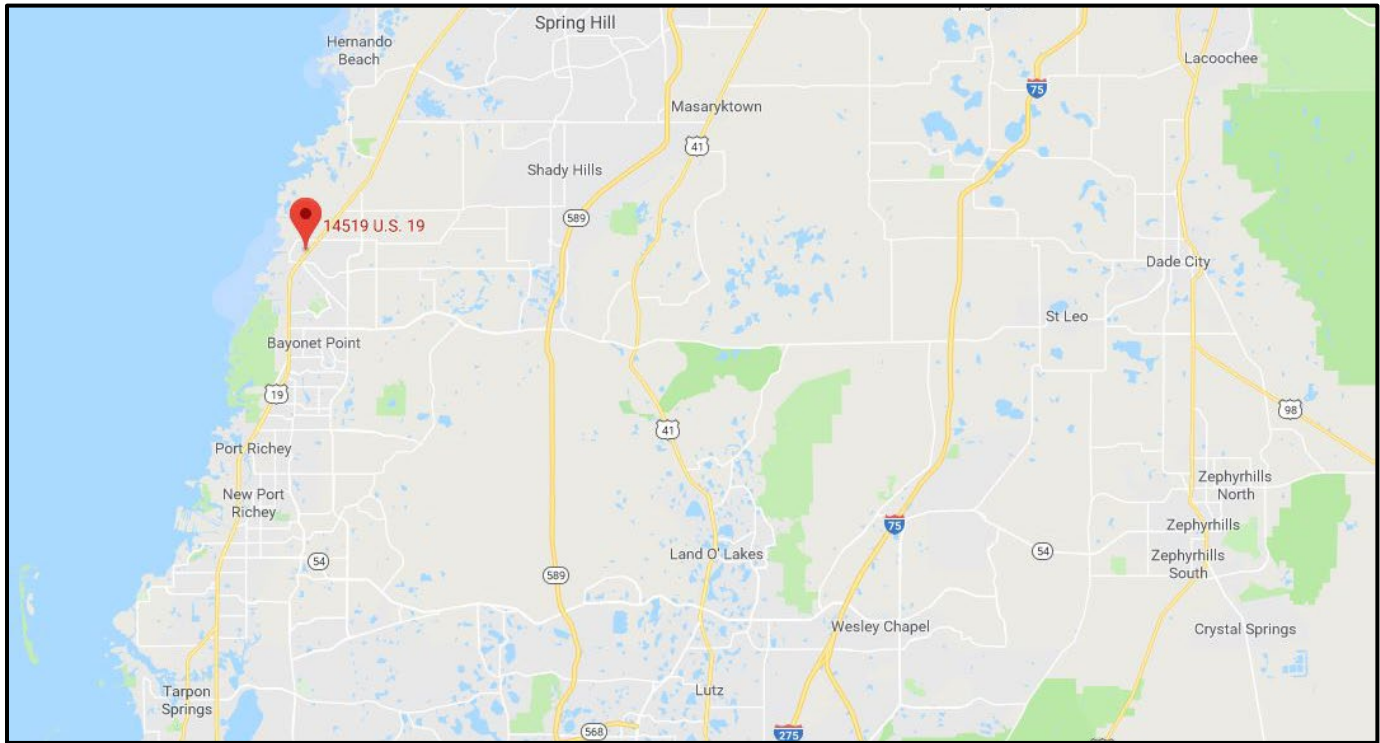 Spring Hill
Hernando
Beach
Lacoochee
75
Masaryktown
41
Shady Hills
589
14519 U.S. 19
Dade City
St Leo
Bayonet Point
19
98
41
Port Richey
Zephyrhills
North
New Port
Richey
75
Zephyrhills
54
Land O' Lakes
54
Zephyrhills
South
589
Wesley Chapel
Crystal Springs
Tarpon
Springs
Lutz
568
275